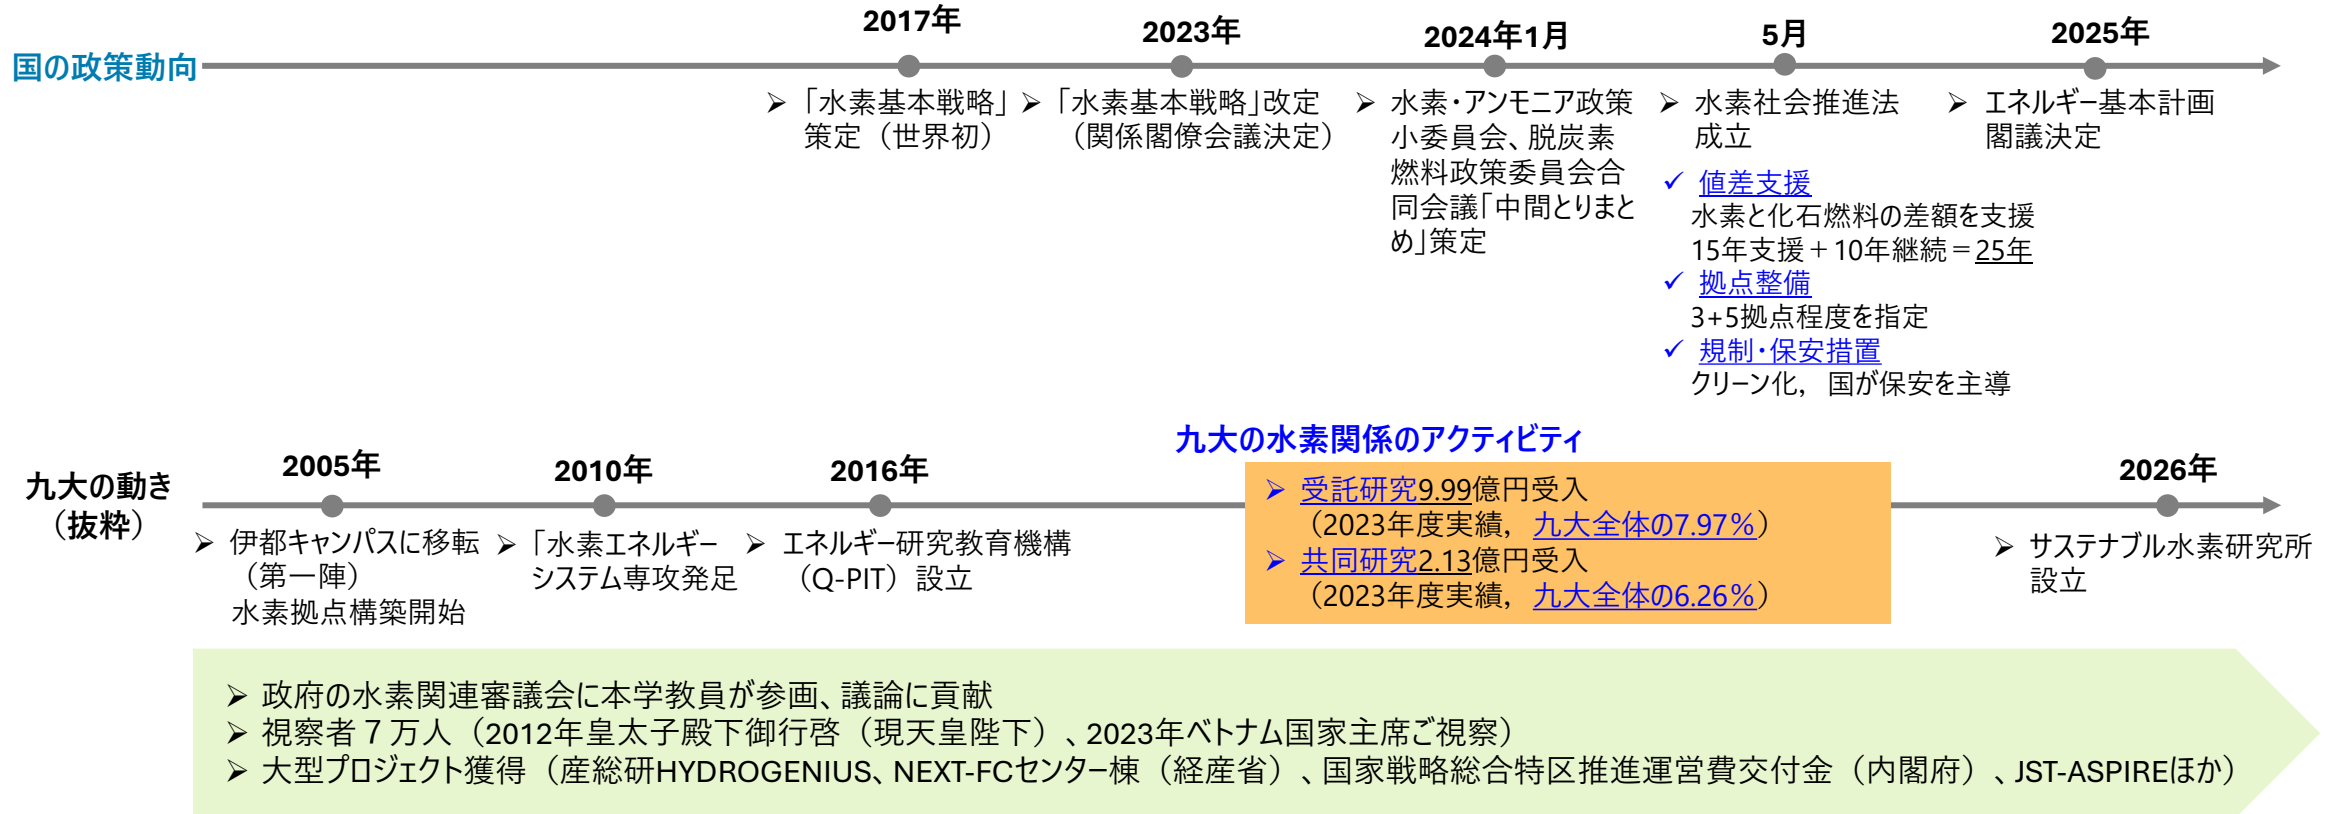 国の政策動向
2017年
➢ 「水素基本戦略」
策定（世界初）
2023年
➢ 「水素基本戦略」改定
（関係閣僚会議決定）
2024年1月
➢ 水素・アンモニア政策
小委員会、脱炭素
燃料政策委員会合
同会議「中間とりまと
め」策定
5月
➢ 水素社会推進法
成立
✓ 値差支援
水素と化石燃料の差額を支援
15年支援＋10年継続＝25年
✓ 拠点整備
3+5拠点程度を指定
✓ 規制・保安措置
クリーン化，国が保安を主導
2025年
➢ エネルギー基本計画
閣議決定
九大の動き
（抜粋）
2005年
➢ 伊都キャンパスに移転
（第一陣）
水素拠点構築開始
2010年
➢ 「水素エネルギー
システム専攻発足
2016年
➢ エネルギー研究教育機構
（Q-PIT）設立
九大の水素関係のアクティビティ
➢ 受託研究9.99億円受入
（2023年度実績，九大全体の7.97%）
➢ 共同研究2.13億円受入
（2023年度実績，九大全体の6.26%）
2026年
➢ サステナブル水素研究所
設立
➢ 政府の水素関連審議会に本学教員が参画、議論に貢献
➢ 視察者７万人（2012年皇太子殿下御行啓（現天皇陛下）、2023年ベトナム国家主席ご視察）
➢ 大型プロジェクト獲得（産総研HYDROGENIUS、NEXT-FCセンター棟（経産省）、国家戦略総合特区推進運営費交付金（内閣府）、JST-ASPIREほか）